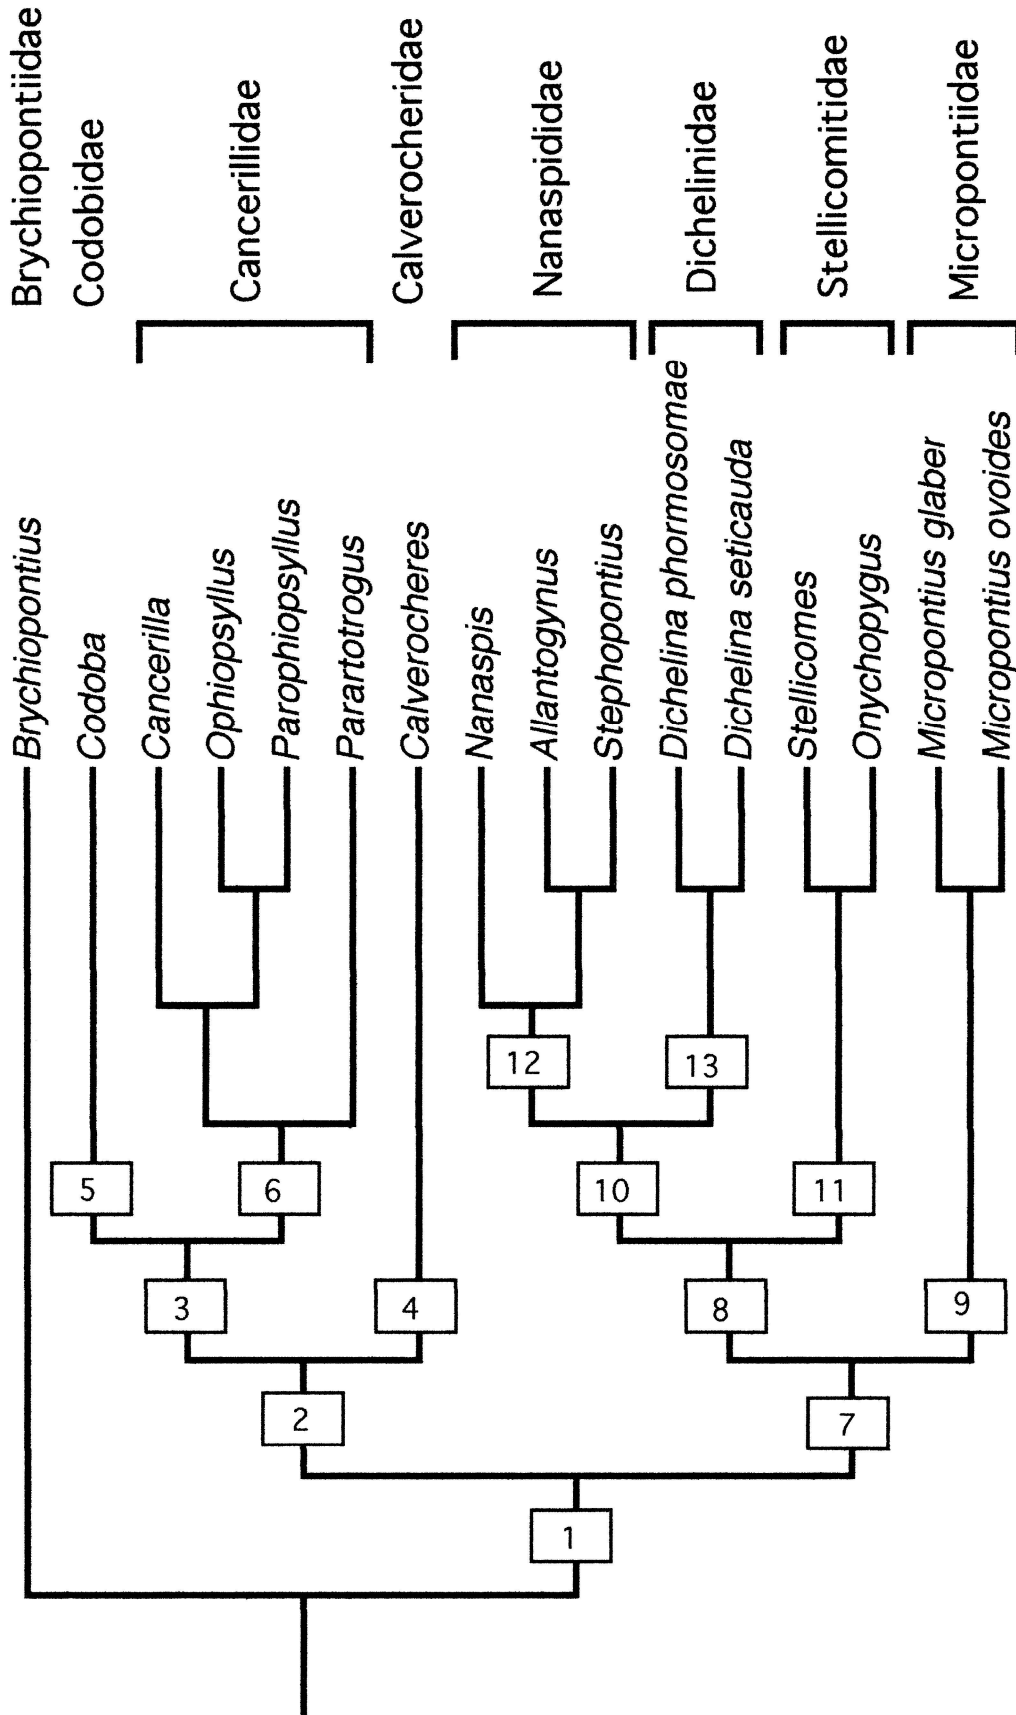 Brychiopontiidae
Codobidae
Cancerillidae
Calverocheridae
Nanaspididae
Dichelinidae
Stellicomitidae
Micropontiidae
Brychiopontius
Codoba
Cancerilla
Ophiopsyllus
Parophiopsyllus
Parartotrogus
Calverocheres
Nanaspis
Allantogynus
Stephopontius
Dichelina phormosomae
Dichelina seticauda
Stellicomes
Onychopygus
Micropontius glaber
Micropontius ovoides
12
13
5
6
10
11
3
4
8
9
2
7
1